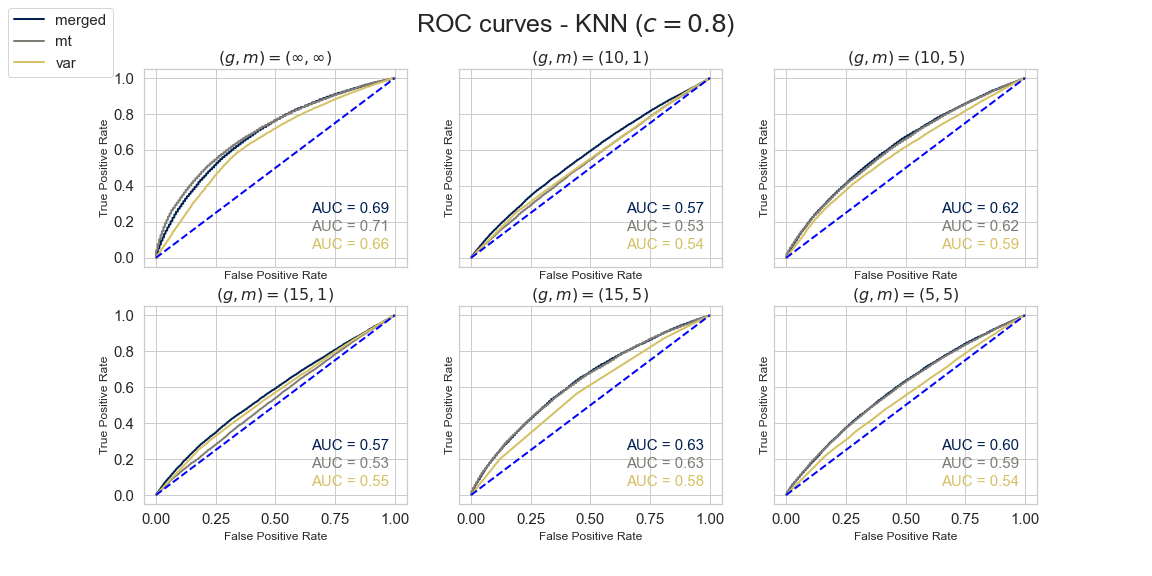 merged
mt
var
ROC curves - KNN (c = 0.8)
(g, m) = (∞, ∞)
1.0
0.8
0.6
0.4
0.2
0.0
True Positive Rate
AUC = 0.69
AUC = 0.71
AUC = 0.66
False Positive Rate
(g, m) = (10, 1)
True Positive Rate
AUC = 0.57
AUC = 0.53
AUC = 0.54
False Positive Rate
(g, m) = (10, 5)
True Positive Rate
AUC = 0.62
AUC = 0.62
AUC = 0.59
False Positive Rate
(g, m) = (15, 1)
1.0
0.8
0.6
0.4
0.2
0.0
True Positive Rate
AUC = 0.57
AUC = 0.53
AUC = 0.55
0.00 0.25 0.50 0.75 1.00
False Positive Rate
(g, m) = (15, 5)
True Positive Rate
AUC = 0.63
AUC = 0.63
AUC = 0.58
0.00 0.25 0.50 0.75 1.00
False Positive Rate
(g, m) = (5, 5)
True Positive Rate
AUC = 0.60
AUC = 0.59
AUC = 0.54
0.00 0.25 0.50 0.75 1.00
False Positive Rate